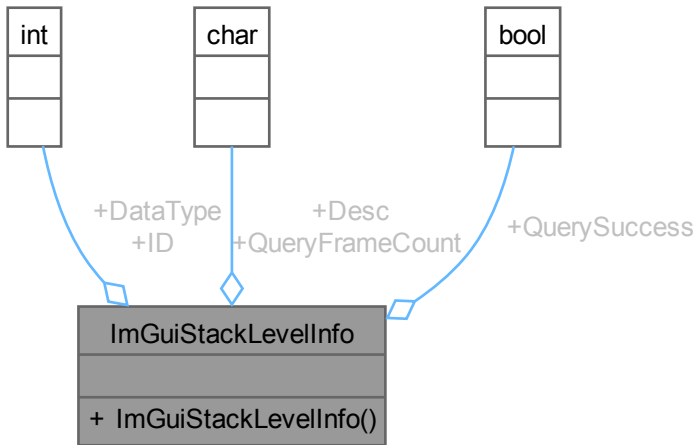 int
char
bool
+DataType
+ID
+Desc
+QueryFrameCount
+QuerySuccess
ImGuiStackLevelInfo
+ ImGuiStackLevelInfo()